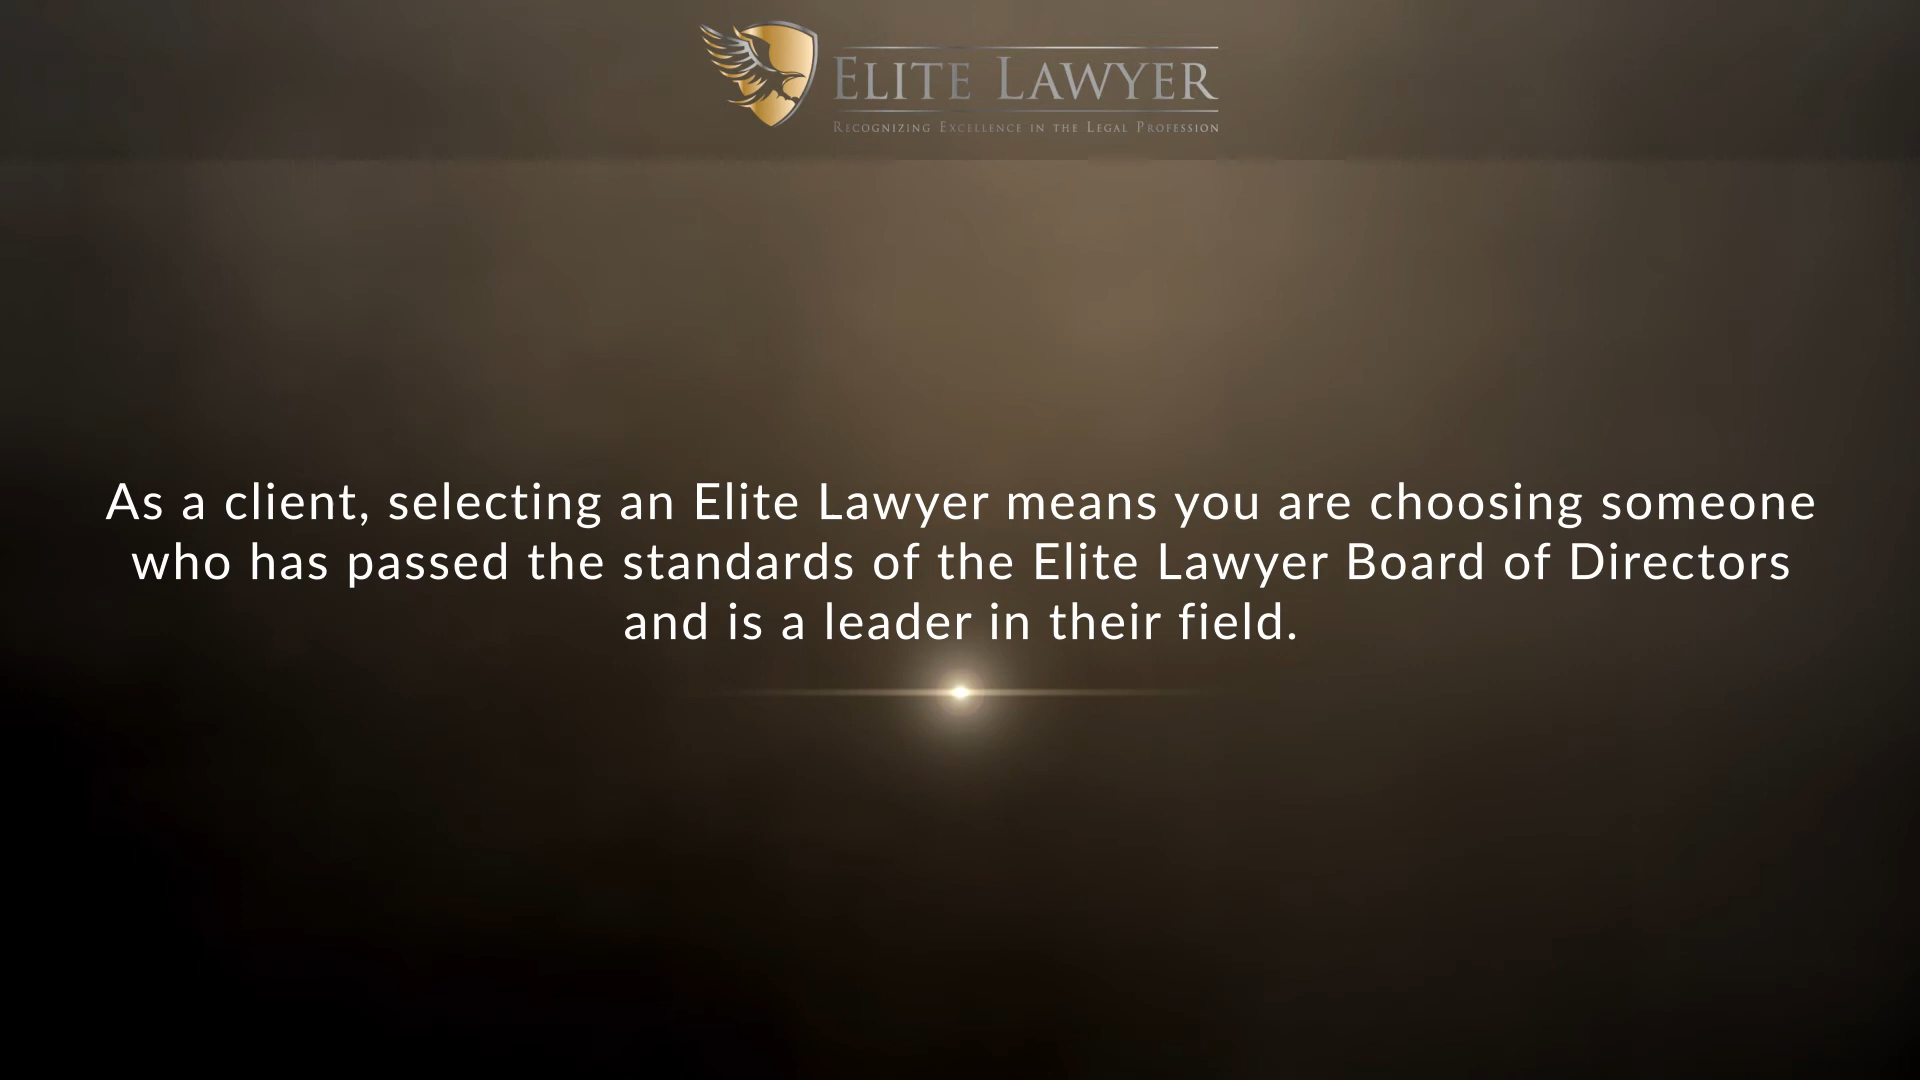 ELITE LAWYER
RECOGNIZING EXCELLENCE IN THE LEGAL PROFESSION
As a client, selecting an Elite Lawyer means you are choosing someone
who has passed the standards of the Elite Lawyer Board of Directors
and is a leader in their field.